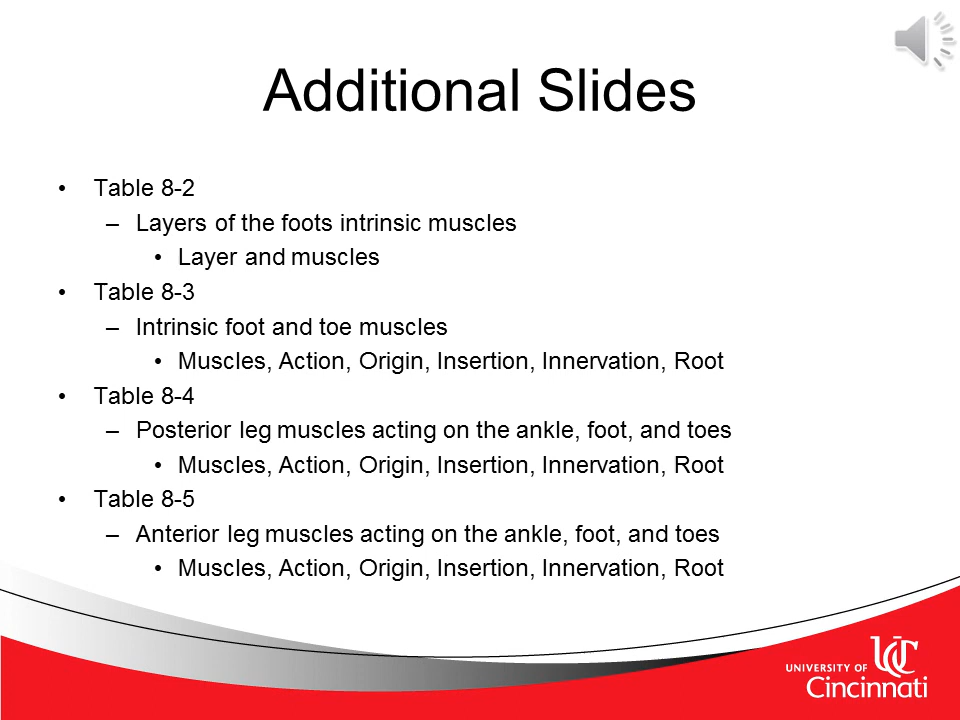 Additional Slides
• Table 8-2
– Layers of the foots intrinsic muscles
• Layer and muscles
• Table 8-3
– Intrinsic foot and toe muscles
• Muscles, Action, Origin, Insertion, Innervation, Root
• Table 8-4
– Posterior leg muscles acting on the ankle, foot, and toes
• Muscles, Action, Origin, Insertion, Innervation, Root
• Table 8-5
– Anterior leg muscles acting on the ankle, foot, and toes
• Muscles, Action, Origin, Insertion, Innervation, Root
UNIVERSITY OF UC
Cincinnati